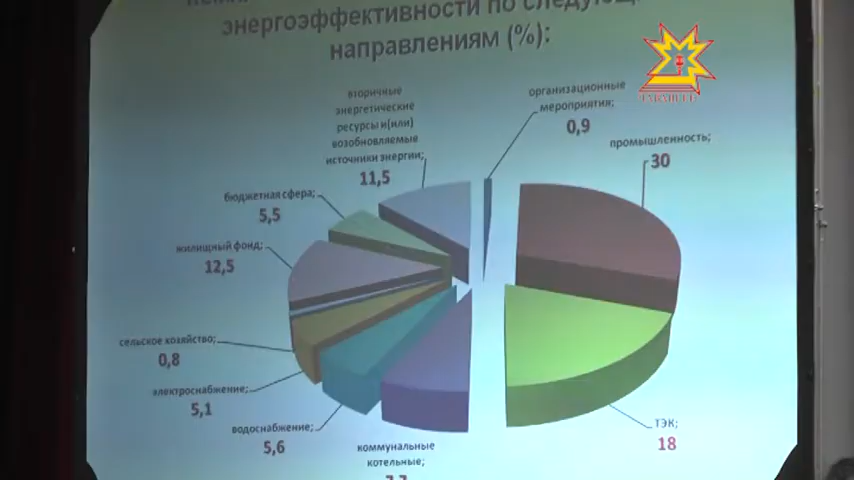 энергоэффективности по
направлениям (%):
вторичные
энергетические
ресурсы и(или)
возобновляемые
источники энергии;
11,5
организационные
мероприятия;
0,9
промышленность;
30
бюджетная сфера;
5,5
жилищный фонд;
12,5
сельское хозяйство;
0,8
электроснабжение;
5,1
водоснабжение;
5,6
коммунальные
котельные;
ТЭК;
18